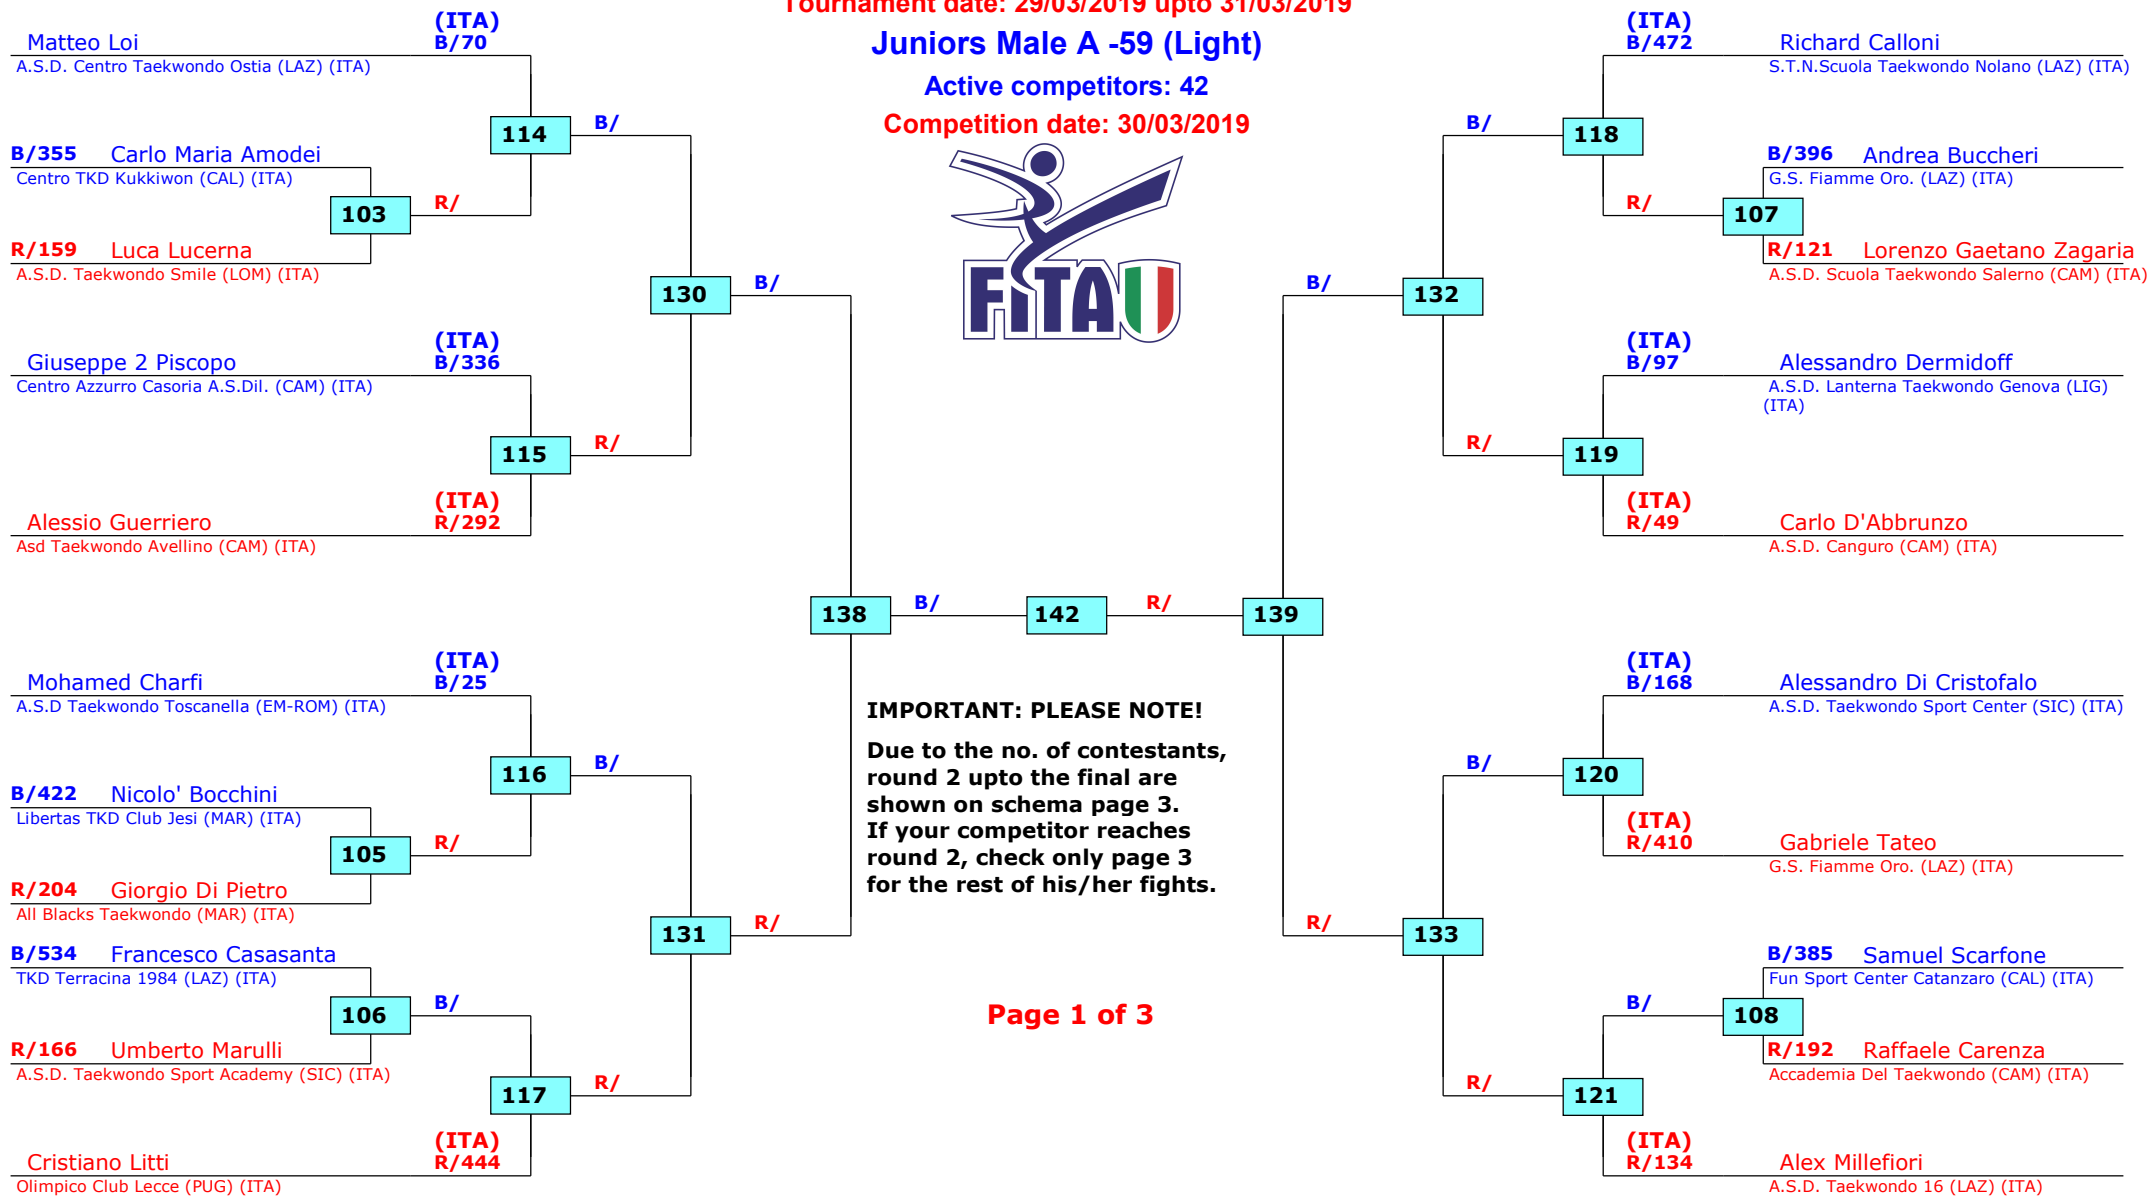 Tournament date: 29/03/2019 upto 31/03/2019
Juniors Male A -59 (Light)
Active competitors: 42
Competition date: 30/03/2019
FITA
(ITA)
Matteo Loi B/70
A.S.D. Centro Taekwondo Ostia (LAZ) (ITA)
114 B/
B/355 Carlo Maria Amodei
Centro TKD Kukkiwon (CAL) (ITA)
103 R/
R/159 Luca Lucerna
A.S.D. Taekwondo Smile (LOM) (ITA)
130 B/
(ITA)
Giuseppe 2 Piscopo B/336
Centro Azzurro Casoria A.S.Dil. (CAM) (ITA)
115 R/
(ITA)
Alessio Guerriero R/292
Asd Taekwondo Avellino (CAM) (ITA)
138 B/ 142 R/ 139
(ITA)
Mohamed Charfi B/25
A.S.D Taekwondo Toscanella (EM-ROM) (ITA)
116 B/
B/422 Nicolo' Bocchini
Libertas TKD Club Jesi (MAR) (ITA)
105 R/
R/204 Giorgio Di Pietro
All Blacks Taekwondo (MAR) (ITA)
131 R/
B/534 Francesco Casasanta
TKD Terracina 1984 (LAZ) (ITA)
106 B/
R/166 Umberto Marulli
A.S.D. Taekwondo Sport Academy (SIC) (ITA)
117 R/
(ITA)
Cristiano Litti R/444
Olimpico Club Lecce (PUG) (ITA)
IMPORTANT: PLEASE NOTE!
Due to the no. of contestants,
round 2 upto the final are
shown on schema page 3.
If your competitor reaches
round 2, check only page 3
for the rest of his/her fights.
Page 1 of 3
(ITA)
B/472 Richard Calloni
S.T.N.Scuola Taekwondo Nolano (LAZ) (ITA)
B/ 118
B/396 Andrea Buccheri
G.S. Fiamme Oro. (LAZ) (ITA)
R/ 107
R/121 Lorenzo Gaetano Zagaria
A.S.D. Scuola Taekwondo Salerno (CAM) (ITA)
B/ 132
(ITA)
B/97 Alessandro Dermidoff
A.S.D. Lanterna Taekwondo Genova (LIG)
(ITA)
R/ 119
(ITA)
R/49 Carlo D'Abbrunzo
A.S.D. Canguro (CAM) (ITA)
(ITA)
B/168 Alessandro Di Cristofalo
A.S.D. Taekwondo Sport Center (SIC) (ITA)
B/ 120
(ITA)
R/410 Gabriele Tateo
G.S. Fiamme Oro. (LAZ) (ITA)
R/ 133
B/385 Samuel Scarfone
Fun Sport Center Catanzaro (CAL) (ITA)
B/ 108
R/192 Raffaele Carenza
Accademia Del Taekwondo (CAM) (ITA)
R/ 121
(ITA)
R/134 Alex Millefiori
A.S.D. Taekwondo 16 (LAZ) (ITA)